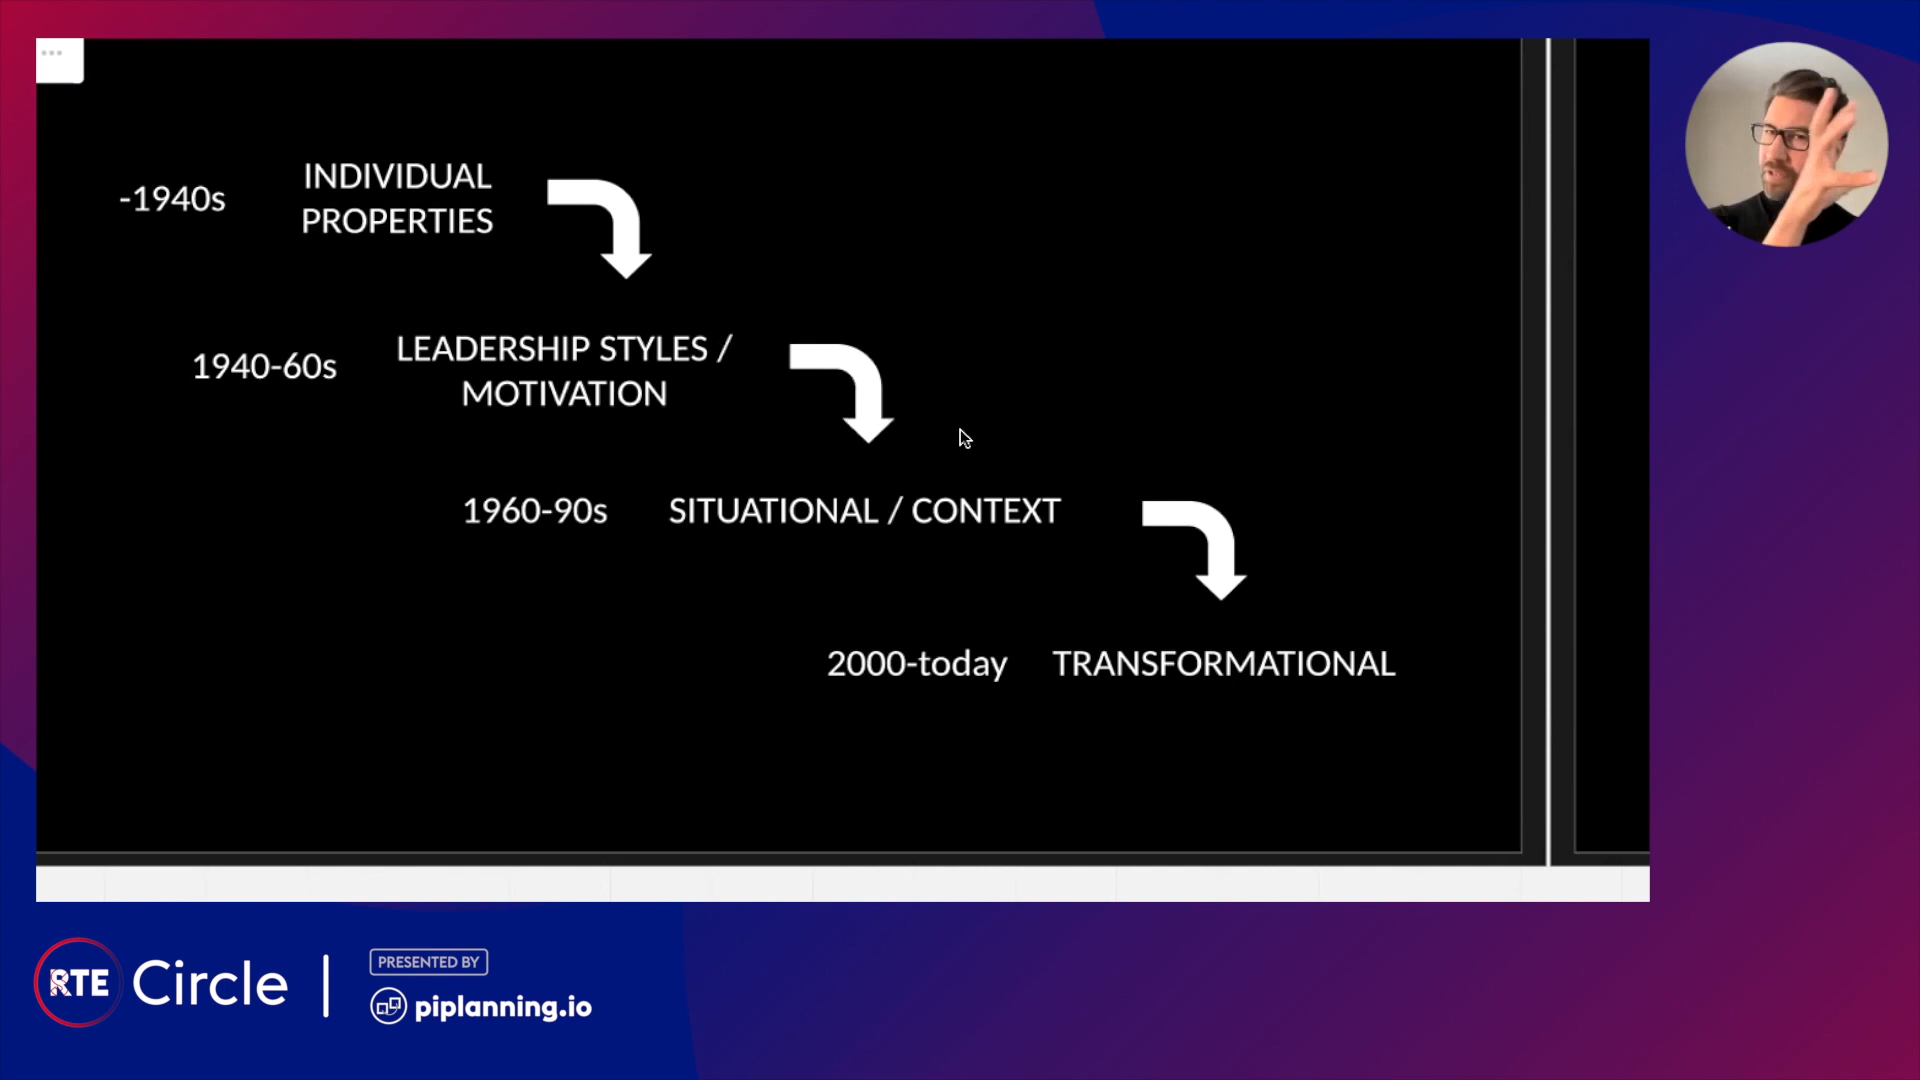 -1940s
INDIVIDUAL
PROPERTIES
1940-60s
LEADERSHIP STYLES /
MOTIVATION
1960-90s
SITUATIONAL / CONTEXT
2000-today
TRANSFORMATIONAL
RTE Circle
PRESENTED BY
piplanning.io